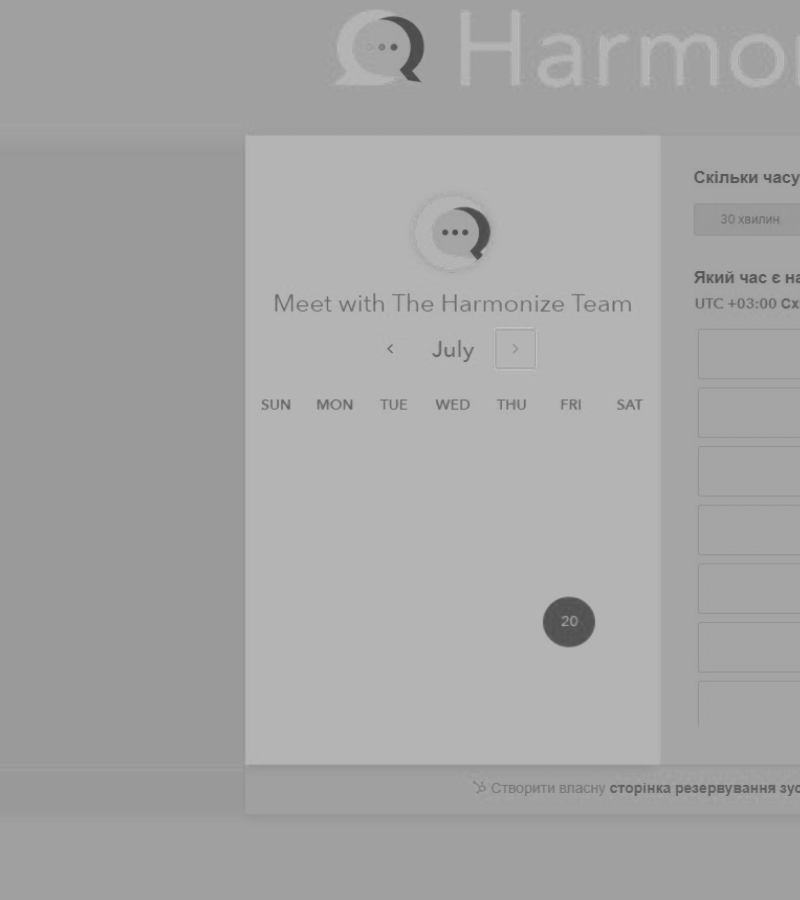 Harmo
Meet with The Harmonize Team
July
SUN MON TUE WED THU FRI SAT
20
Скільки часу
30 хвилин
Який час є на
UTC +03:00 Сх
Створити власну сторінка резервування зус